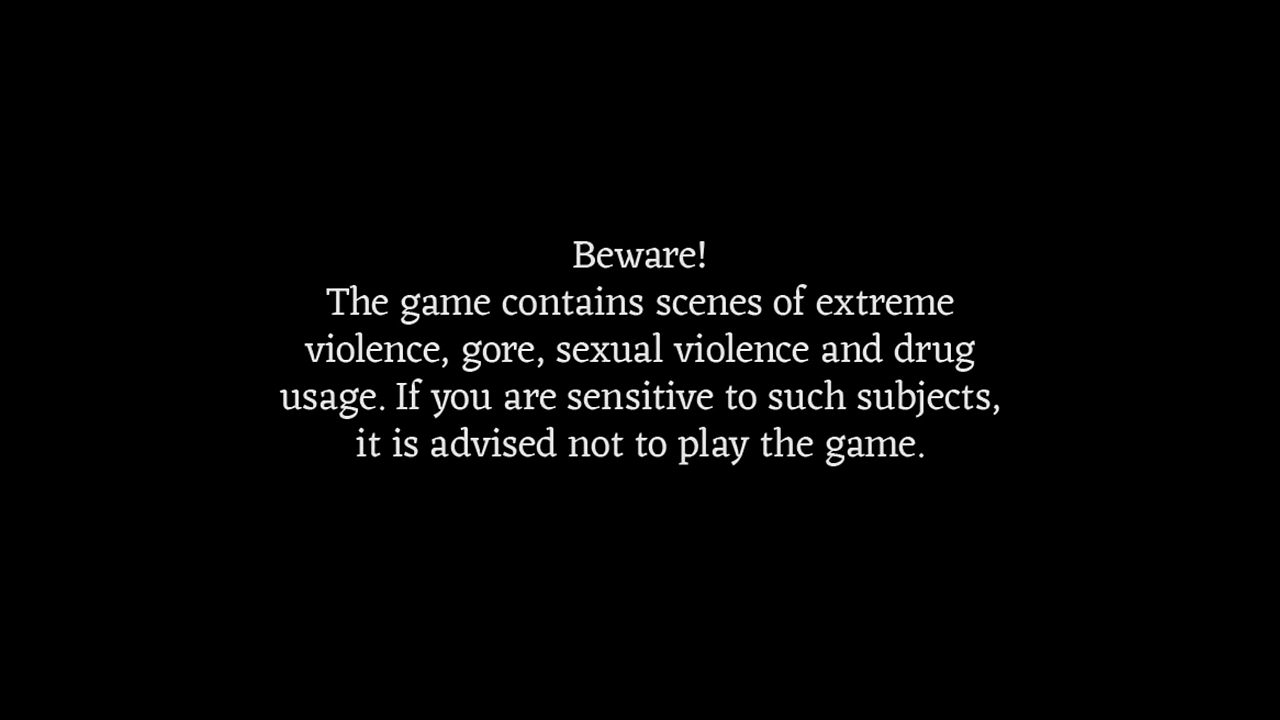 Beware!
The game contains scenes of extreme
violence, gore, sexual violence and drug
usage. If you are sensitive to such subjects,
it is advised not to play the game.